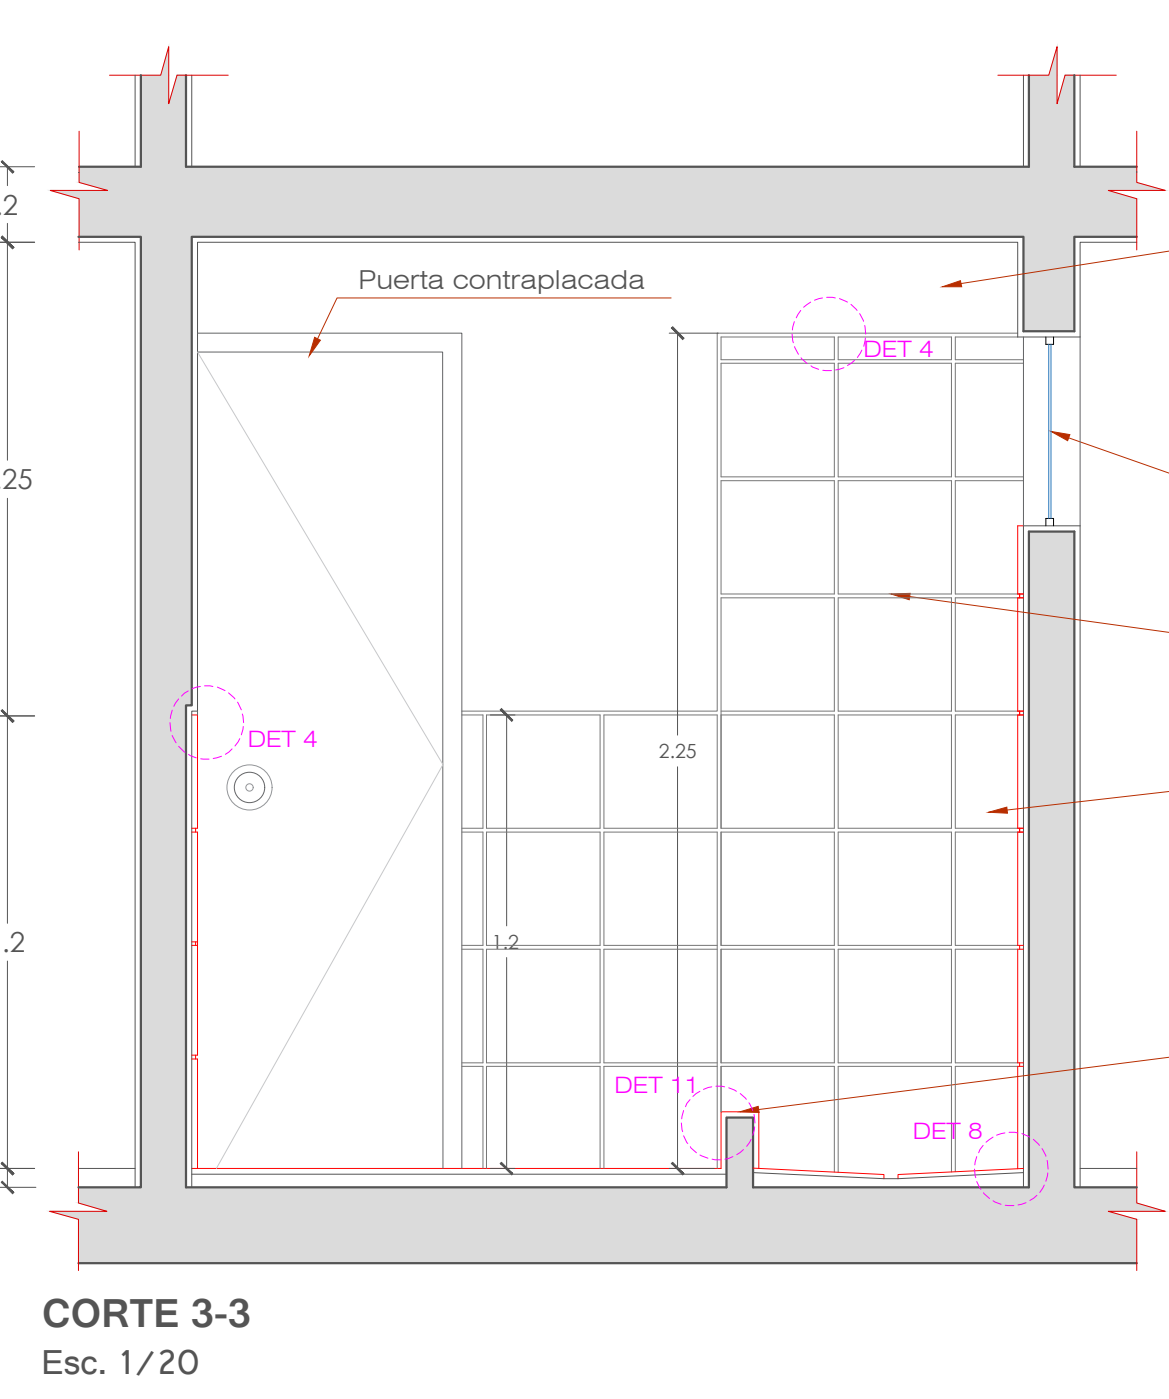 .2
Puerta contraplacada
DET 4
.25
DET 4
2.25
.2
1.2
DET 11
DET 8
CORTE 3-3
Esc. 1/20